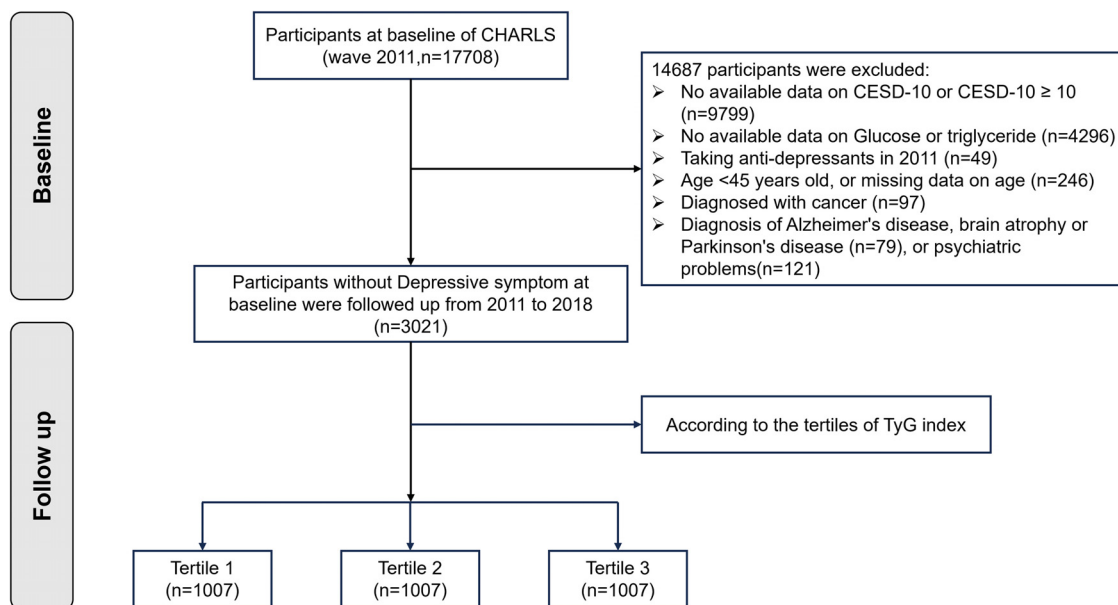 Baseline
Participants at baseline of CHARLS
(wave 2011,n=17708)
14687 participants were excluded:
➢ No available data on CESD-10 or CESD-10 ≥ 10
(n=9799)
➢ No available data on Glucose or triglyceride (n=4296)
➢ Taking anti-depressants in 2011 (n=49)
➢ Age <45 years old, or missing data on age (n=246)
➢ Diagnosed with cancer (n=97)
➢ Diagnosis of Alzheimer's disease, brain atrophy or
Parkinson's disease (n=79), or psychiatric
problems(n=121)
Participants without Depressive symptom at
baseline were followed up from 2011 to 2018
(n=3021)
Follow up
According to the tertiles of TyG index
Tertile 1
(n=1007)
Tertile 2
(n=1007)
Tertile 3
(n=1007)